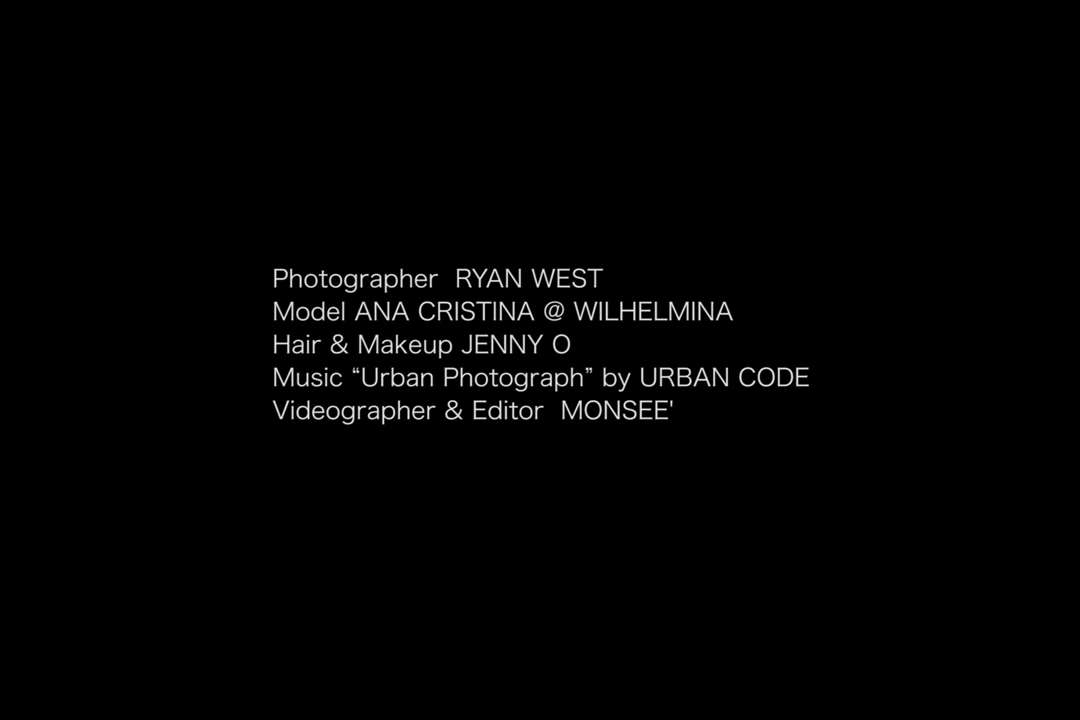 Photographer  RYAN WEST
Model ANA CRISTINA @ WILHELMINA
Hair & Makeup JENNY O
Music “Urban Photograph” by URBAN CODE
Videographer & Editor  MONSEE'